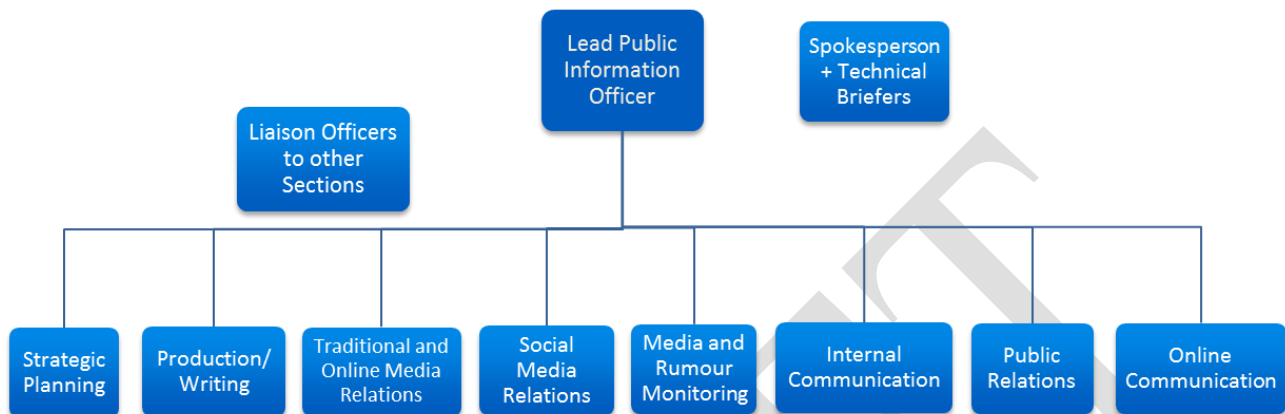 Lead Public
Information
Officer
Spokesperson
+ Technical
Briefers
Liaison Officers
to other
Sections
Strategic
Planning
Production/
Writing
Traditional and
Online Media
Relations
Social
Media
Relations
Media and
Rumour
Monitoring
Internal
Communication
Public
Relations
Online
Communication